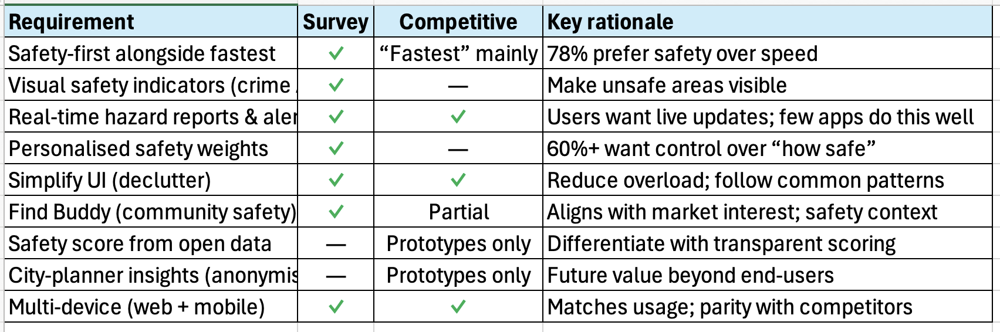 Requirement Survey Competitive Key rationale
Safety-first alongside fastest ✓ “Fastest” mainly 78% prefer safety over speed
Visual safety indicators (crime ✓ — Make unsafe areas visible
Real-time hazard reports & ✓ ✓ Users want live updates; few apps do this well
Personalised safety weights ✓ — 60%+ want control over “how safe”
Simplify UI (declutter) ✓ ✓ Reduce overload; follow common patterns
Find Buddy (community safety) ✓ Partial Aligns with market interest; safety context
Safety score from open data — Prototypes only Differentiate with transparent scoring
City-planner insights — Prototypes only Future value beyond end-users
Multi-device (web + mobile) ✓ ✓ Matches usage; parity with competitors